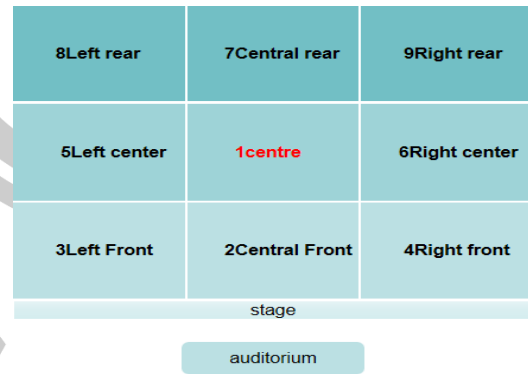 8Left rear
7Central rear
9Right rear
5Left center
1centre
6Right center
3Left Front
2Central Front
4Right front
stage
auditorium